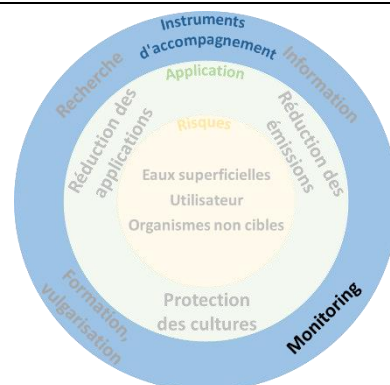 Instruments
d'accompagnement
Recherche
Information
Application
Réduction des
applications
Réduction des
émissions
Risques
Eaux superficielles
Utilisateur
Organismes non cibles
Protection
des cultures
Formation,
vulgarisation
Monitoring